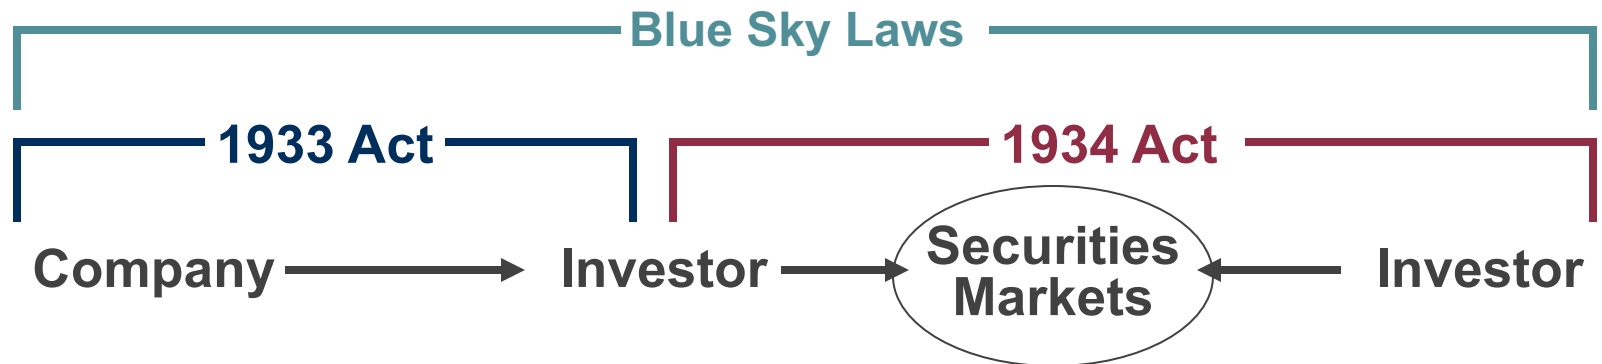 Blue Sky Laws
1933 Act
1934 Act
Company
Investor
Securities
Markets
Investor